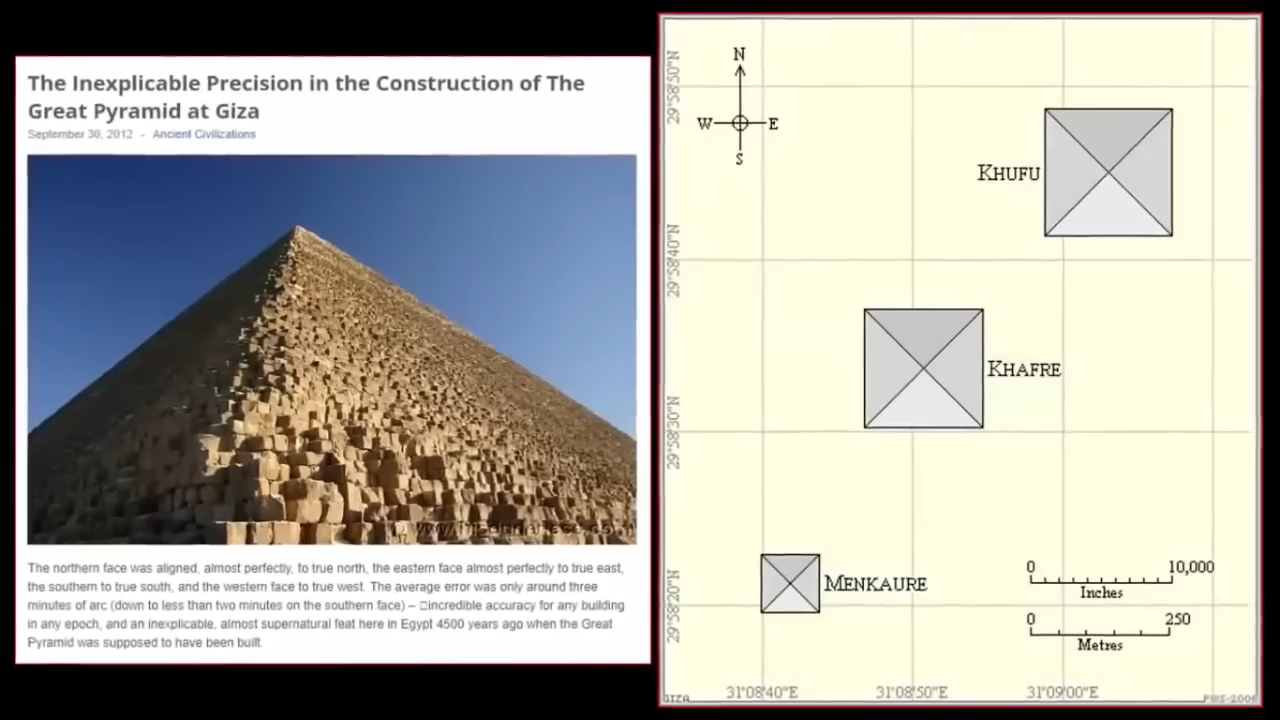 The Inexplicable Precision in the Construction of The
Great Pyramid at Giza
September 30, 2012 - Ancient Civilizations
The northern face was aligned, almost perfectly, to true north, the eastern face almost perfectly to true east,
the southern to true south, and the western face to true west. The average error was only around three
minutes of arc (down to less than two minutes on the southern face) – □incredible accuracy for any building
in any epoch, and an inexplicable, almost supernatural feat here in Egypt 4500 years ago when the Great
Pyramid was supposed to have been built.
N
W E
S
29°58'50"N
KHUFU
29°58'40"N
KHAFRE
29°58'30"N
MENKAURE
29°58'20"N
0 10,000
Inches
0 250
Metres
GIZA 31°08'40"E 31°08'50"E 31°09'00"E